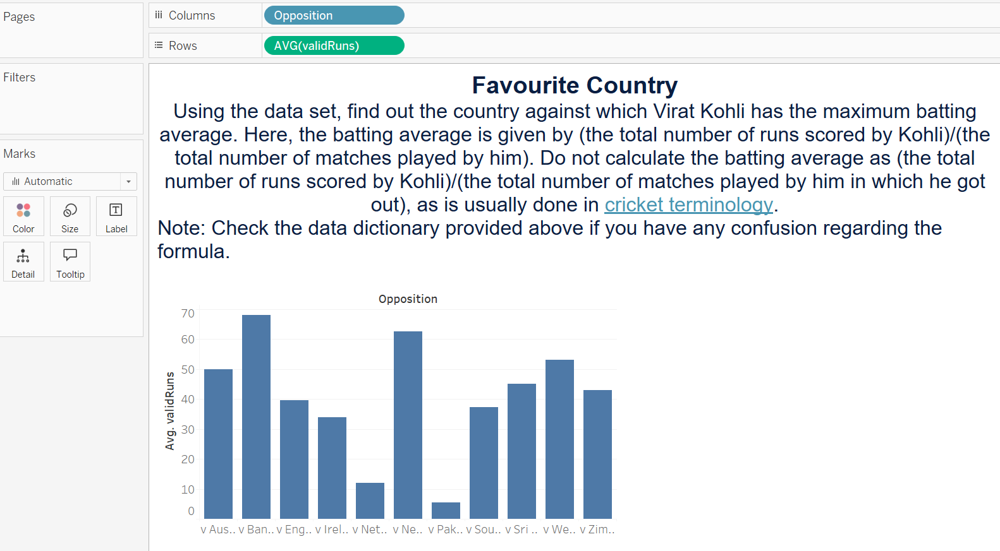 Pages
Columns
Opposition
Rows
AVG(validRuns)
Filters
Marks
Automatic
Color
Size
Label
Detail
Tooltip
Favourite Country
Using the data set, find out the country against which Virat Kohli has the maximum batting
average. Here, the batting average is given by (the total number of runs scored by Kohli)/(the
total number of matches played by him). Do not calculate the batting average as (the total
number of runs scored by Kohli)/(the total number of matches played by him in which he got
out), as is usually done in cricket terminology.
Note: Check the data dictionary provided above if you have any confusion regarding the
formula.
Opposition
70
60
50
40
30
20
10
0
Avg. validRuns
v Aus.. v Ban.. v Eng.. v Irel.. v Net.. v Ne.. v Pak.. v Sou.. v Sri .. v We.. v Zim..